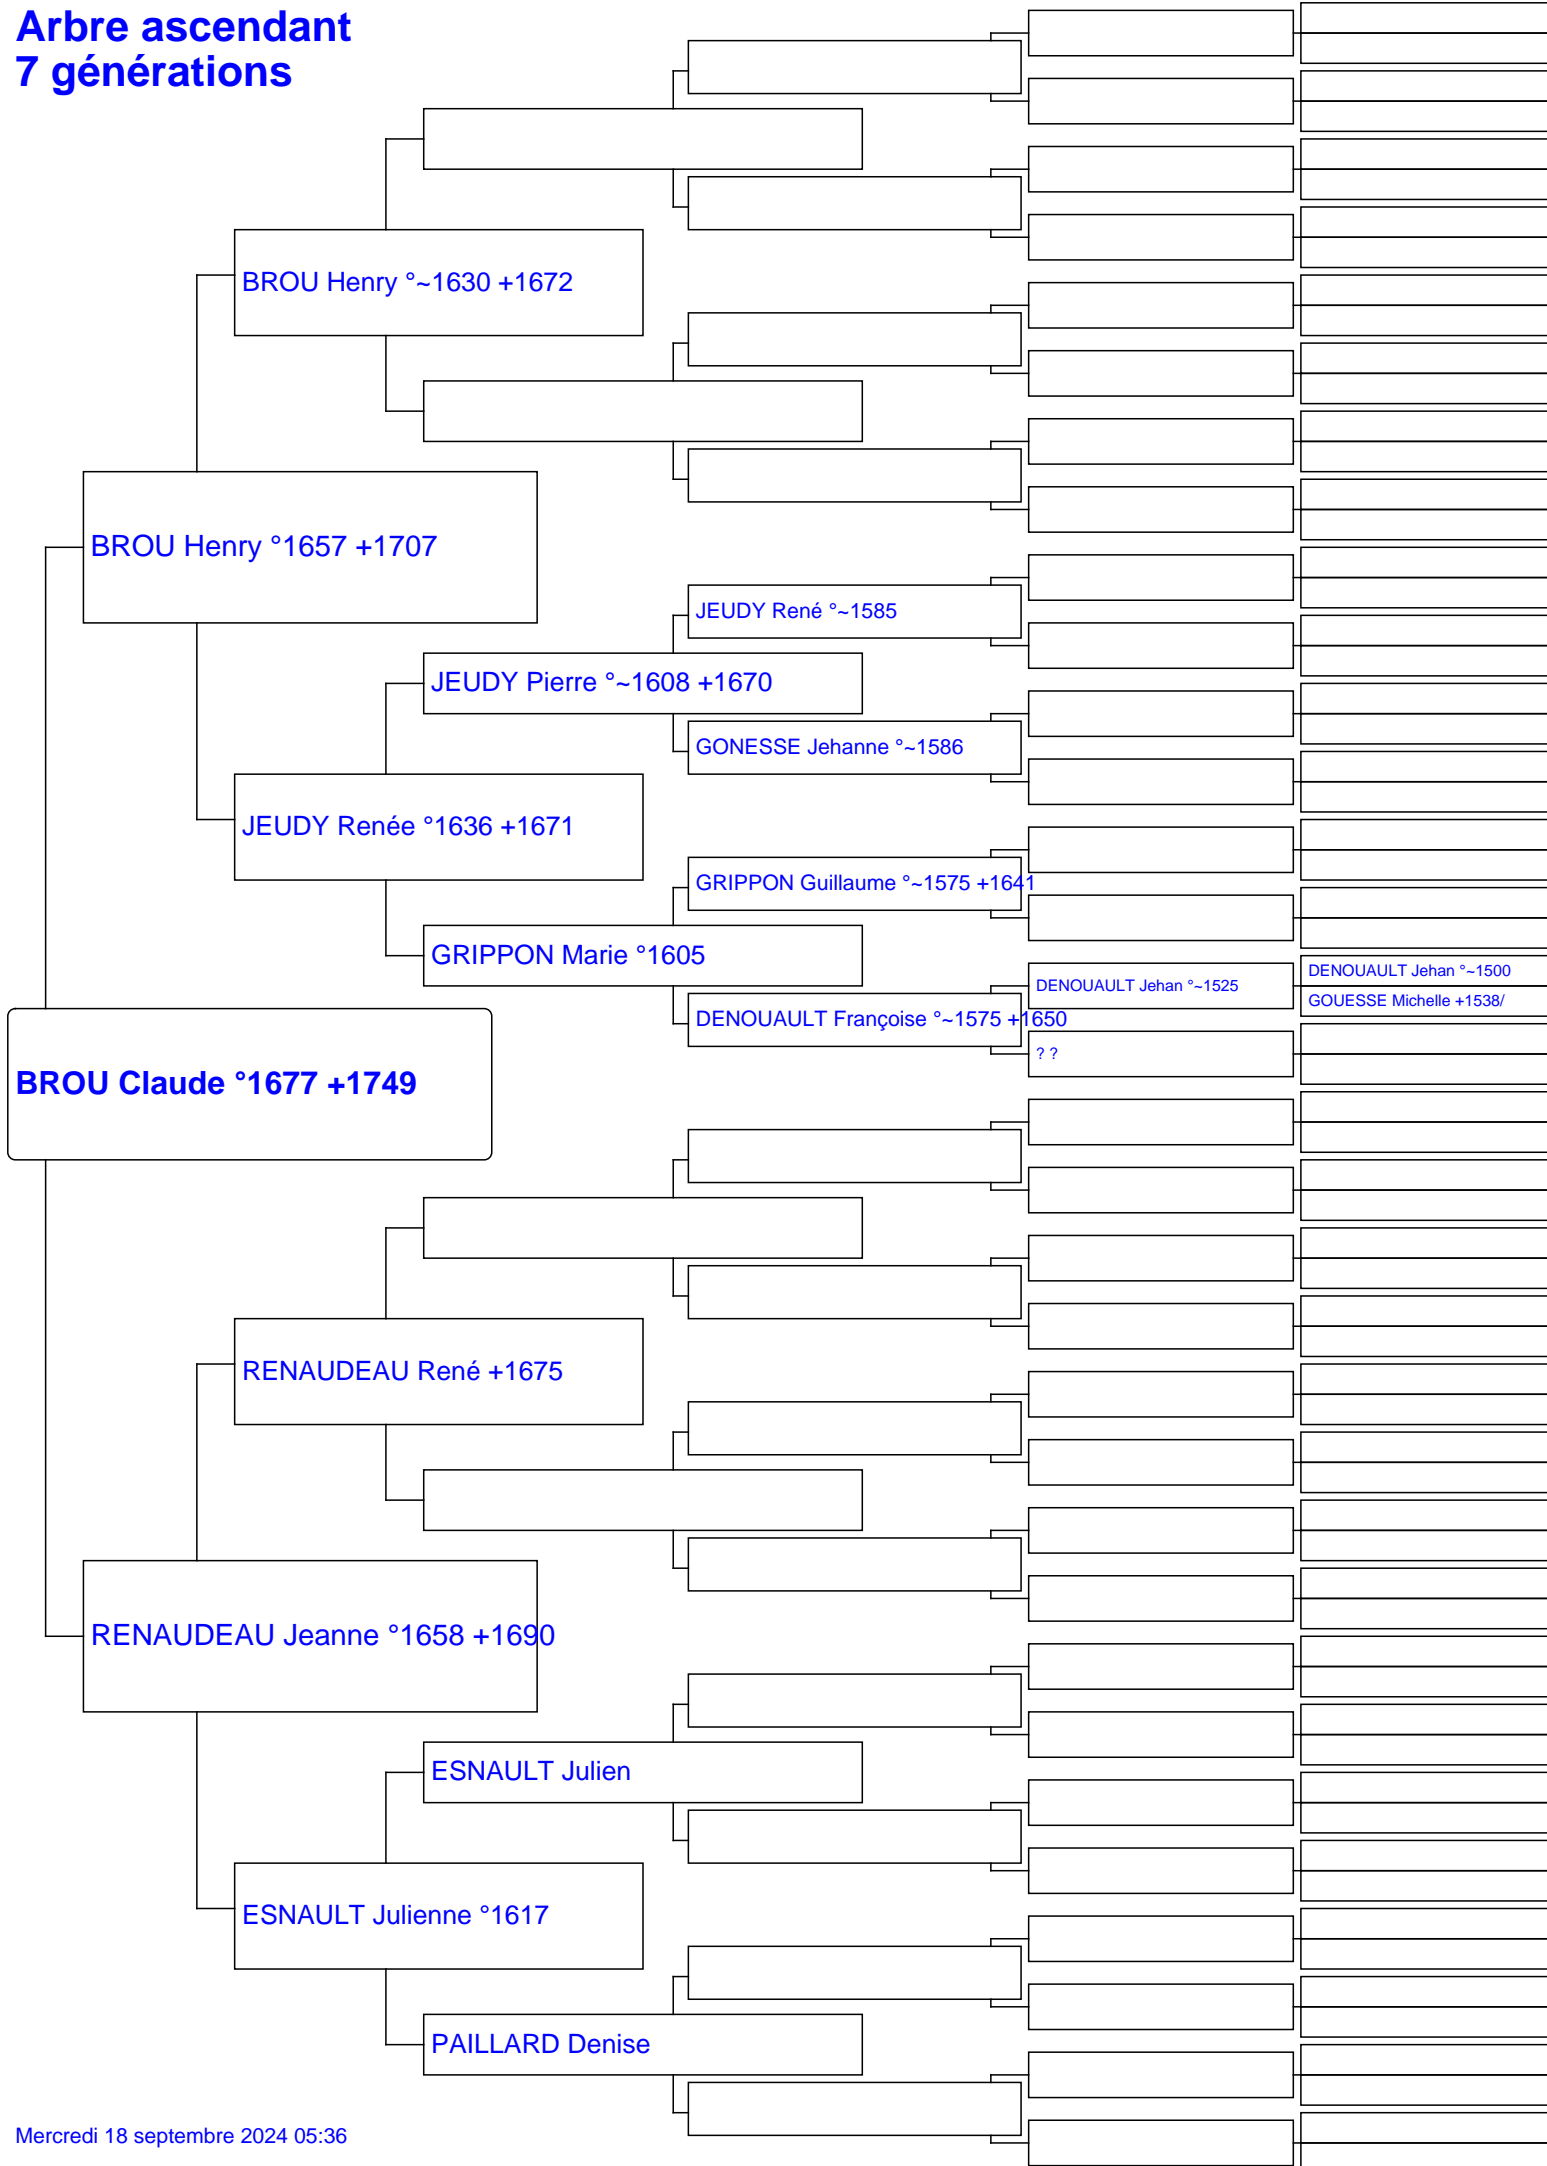 Arbre ascendant
7 générations
BROU Henry °~1630 +1672
BROU Henry °1657 +1707
JEUDY René °~1585
JEUDY Pierre °~1608 +1670
GONESSE Jehanne °~1586
JEUDY Renée °1636 +1671
GRIPPON Guillaume °~1575 +1641
GRIPPON Marie °1605
DENOUAULT Jehan °~1500
DENOUAULT Jehan °~1525
GOUESSE Michelle +1538/
DENOUAULT Françoise °~1575 +1650
? ?
BROU Claude °1677 +1749
RENAUDEAU René +1675
RENAUDEAU Jeanne °1658 +1690
ESNAULT Julien
ESNAULT Julienne °1617
PAILLARD Denise
Mercredi 18 septembre 2024 05:36